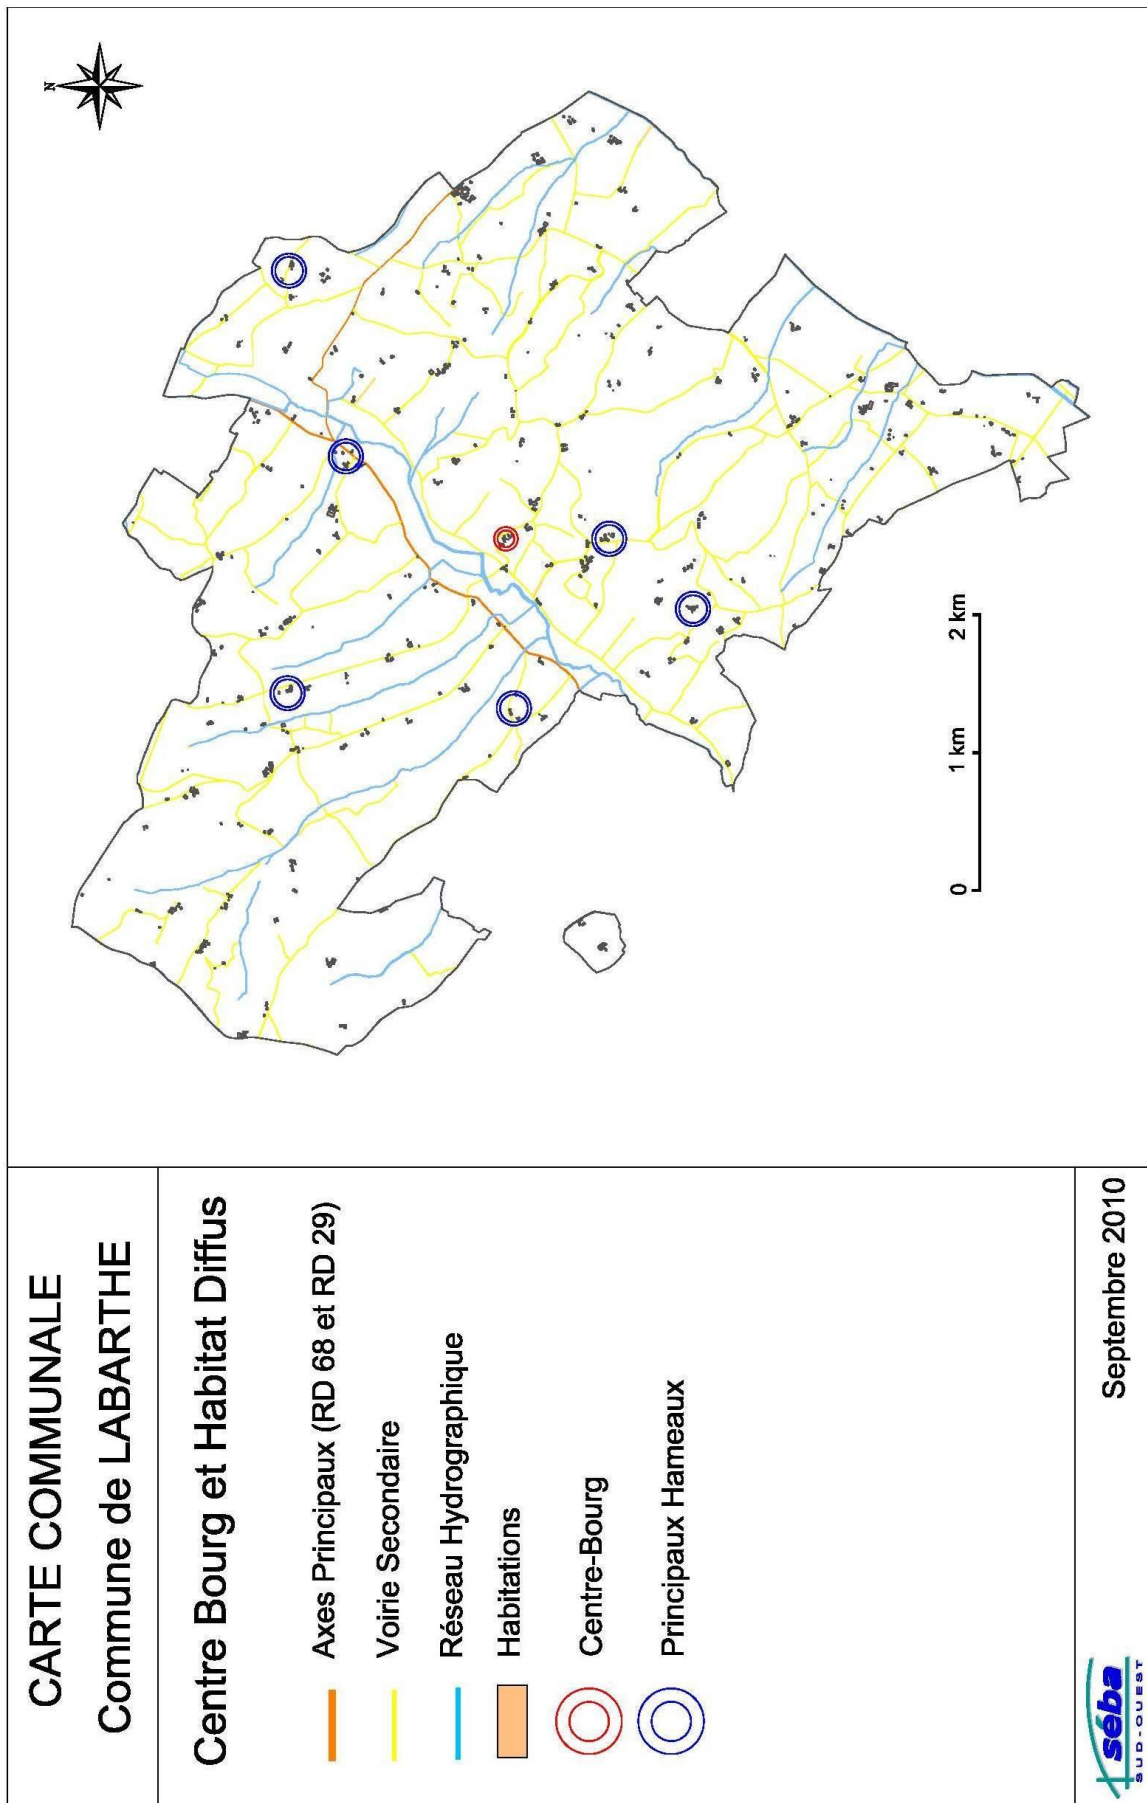 CARTE COMMUNALE
Commune de LABARTHE
Centre Bourg et Habitat Diffus
Axes Principaux (RD 68 et RD 29)
Voirie Secondaire
Réseau Hydrographique
Habitations
Centre-Bourg
Principaux Hameaux
séba
SUD-OUEST
Septembre 2010
N
0
1 km
2 km